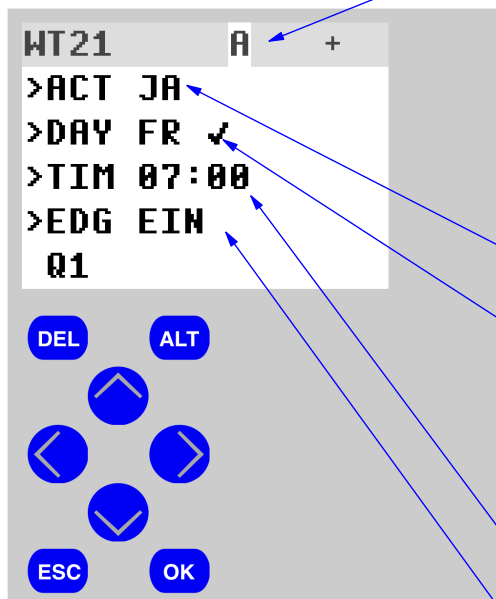 WT21 A +
>ACT JA
>DAY FR ✓
>TIM 07:00
>EDG EIN
Q1
DEL ALT
ESC OK